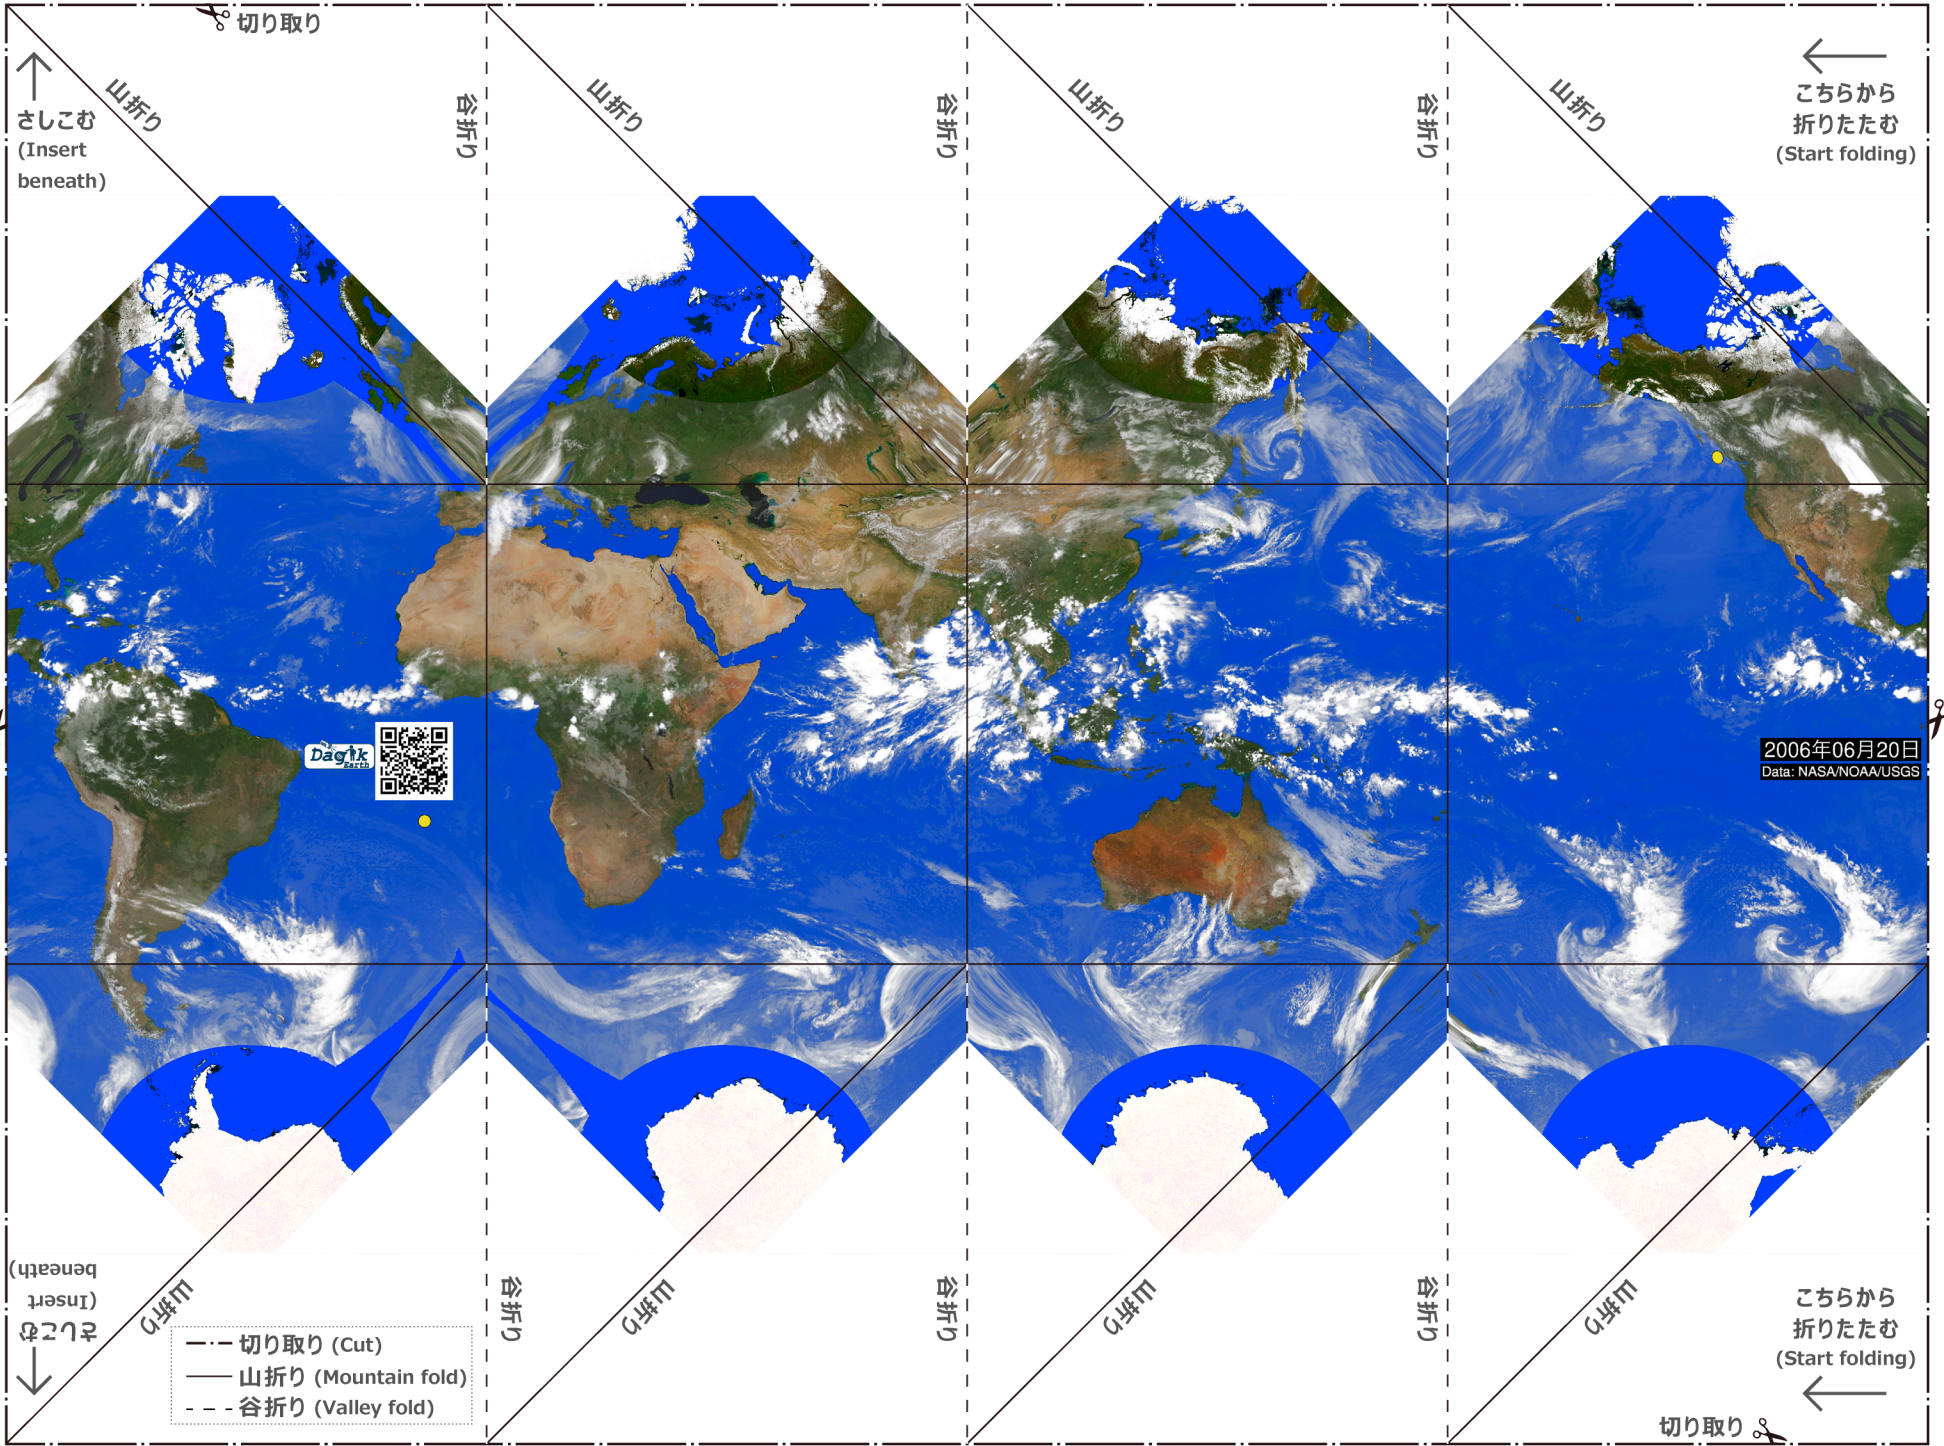 切り取り
こちらから
折りたたむ
(Start folding)
さしこむ
(Insert
beneath)
山折り
谷折り
山折り
谷折り
山折り
谷折り
山折り
Dagik
Earth
2006年06月20日
Data: NASA/NOAA/USGS
さしこむ
(Insert
beneath)
山折り
谷折り
山折り
谷折り
山折り
谷折り
山折り
こちらから
折りたたむ
(Start folding)
切り取り (Cut)
山折り (Mountain fold)
谷折り (Valley fold)
切り取り